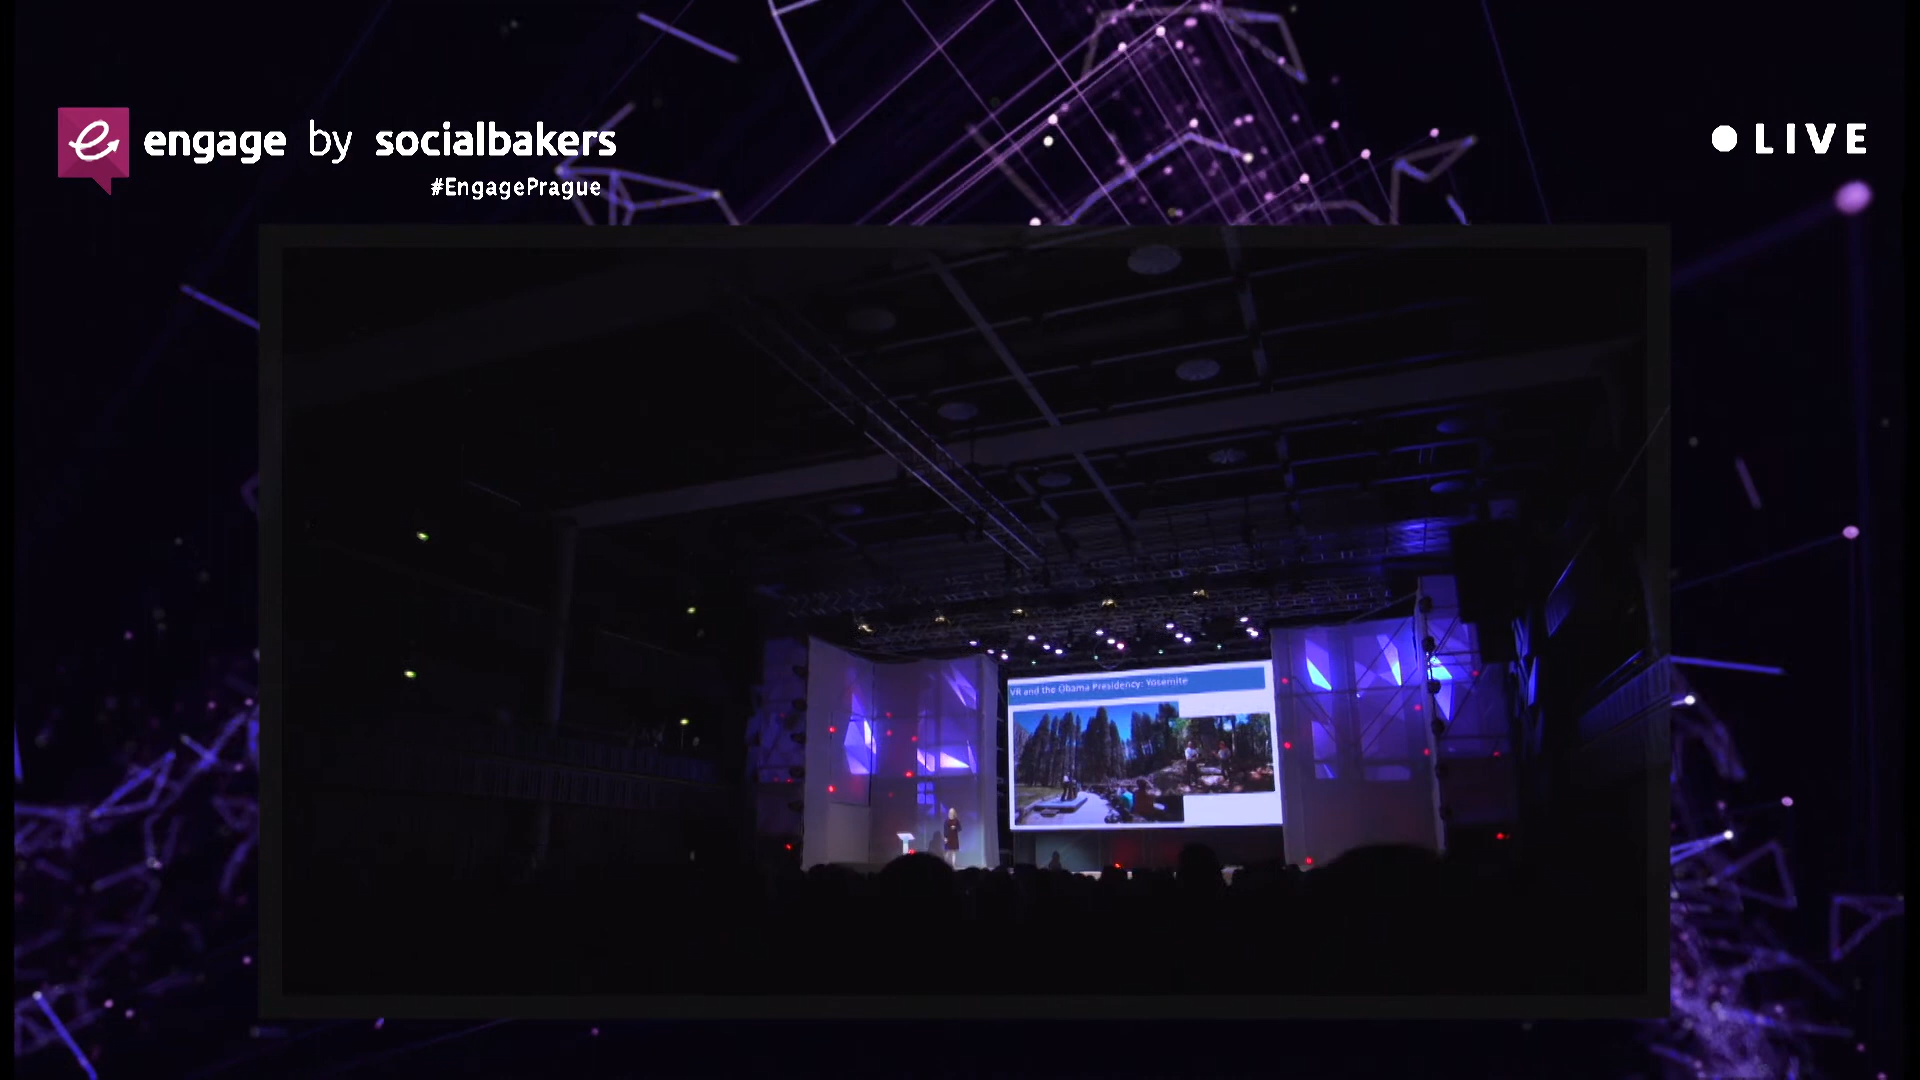 engage by socialbakers
#EngagePrague
LIVE
VR and the Obama Presidency: Yosemite